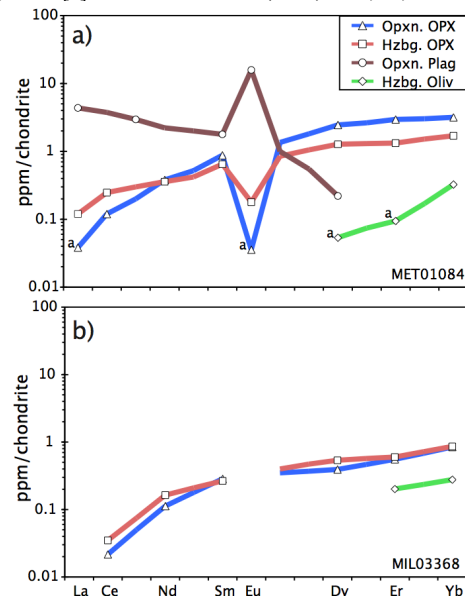 100
a)
Opxn. OPX
Hzbg. OPX
Opxn. Plag
Hzbg. Oliv
10
ppm/chondrite
1
0.1
a
a
a
a
0.01
MET01084
100
b)
10
ppm/chondrite
1
0.1
0.01
MIL03368
La Ce Nd Sm Eu Dy Er Yb